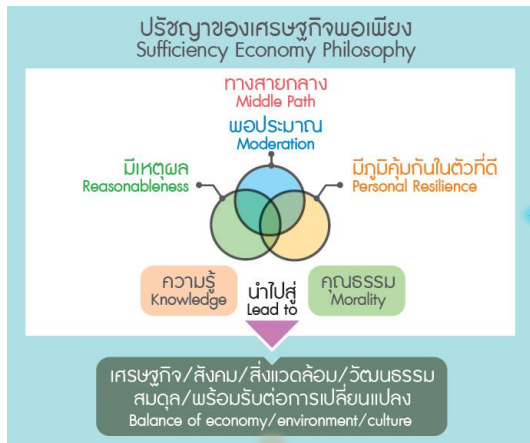 ปรัชญาของเศรษฐกิจพอเพียง
Sufficiency Economy Philosophy
ทางสายกลาง
Middle Path
พอประมาณ
Moderation
มีเหตุผล
Reasonableness
มีภูมิคุ้มกันในตัวที่ดี
Personal Resilience
ความรู้
Knowledge
นำไปสู่
Lead to
คุณธรรม
Morality
เศรษฐกิจ/สังคม/สิ่งแวดล้อม/วัฒนธรรม
สมดุล/พร้อมรับต่อการเปลี่ยนแปลง
Balance of economy/environment/culture